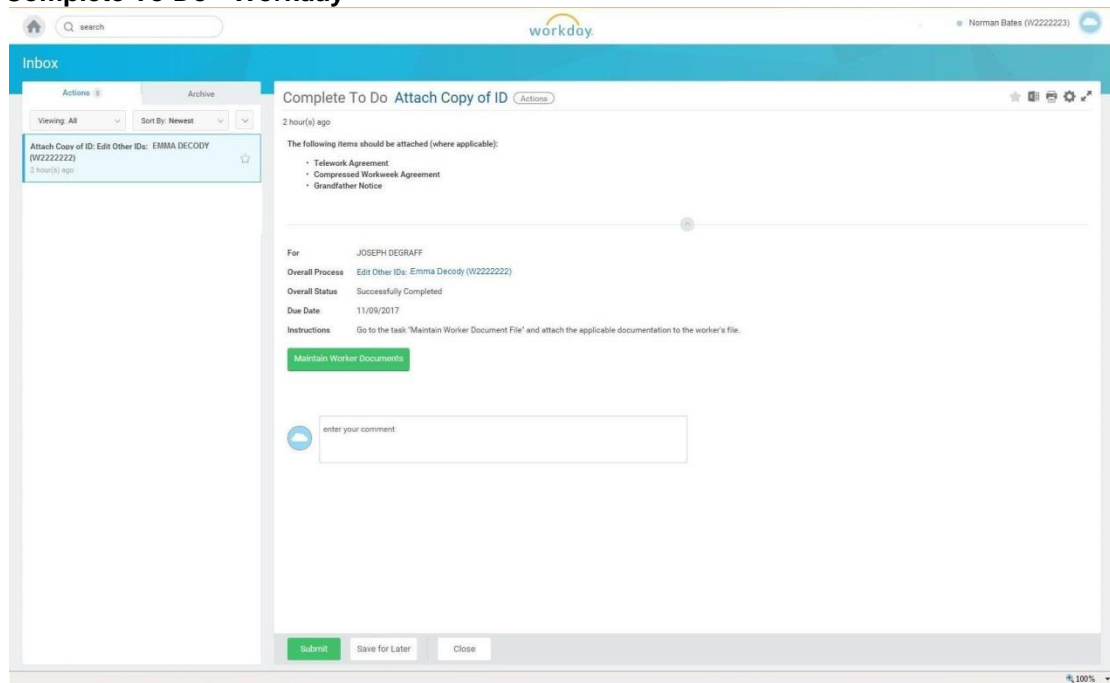 Complete To Do - Workday
search
workday.
Norman Bates (W2222223)
Inbox
Actions
Archive
Viewing: All
Sort By: Newest
Attach Copy of ID: Edit Other IDs: EMMA DECODY
(W2222222)
2 hour(s) ago
Complete To Do Attach Copy of ID Actions
2 hour(s) ago
The following items should be attached (where applicable):
• Telework Agreement
• Compressed Workweek Agreement
• Grandfather Notice
For JOSEPH DEGRAFF
Overall Process Edit Other IDs: Emma Decody (W2222222)
Overall Status Successfully Completed
Due Date 11/09/2017
Instructions Go to the task "Maintain Worker Document File" and attach the applicable documentation to the worker's file.
Maintain Worker Documents
enter your comment
Submit
Save for Later
Close
100%